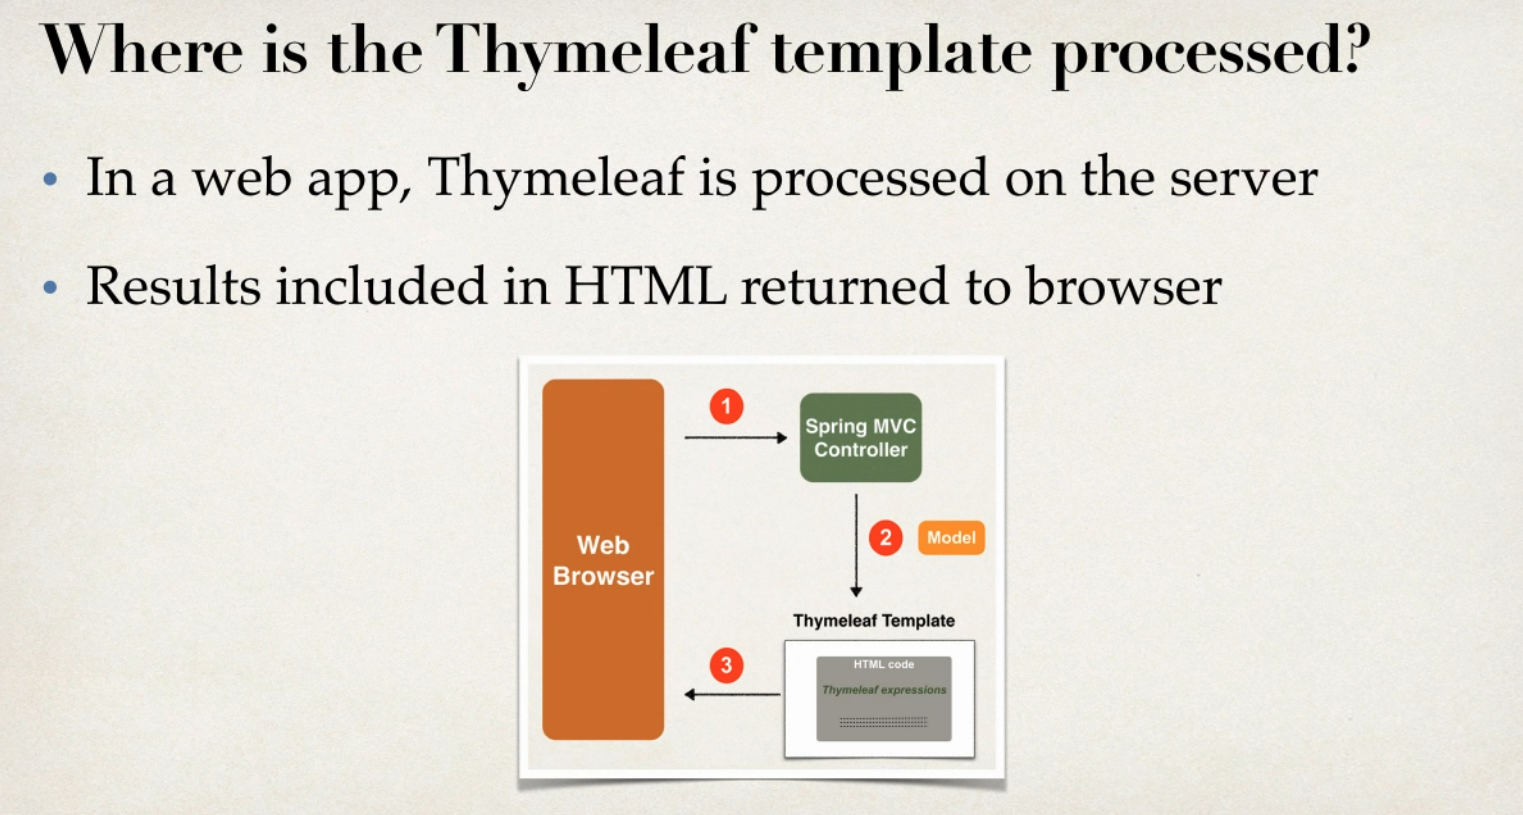 Where is the Thymeleaf template processed?
• In a web app, Thymeleaf is processed on the server
• Results included in HTML returned to browser
1
Spring MVC
Controller
2
Model
Web
Browser
Thymeleaf Template
3
HTML code
Thymeleaf expressions